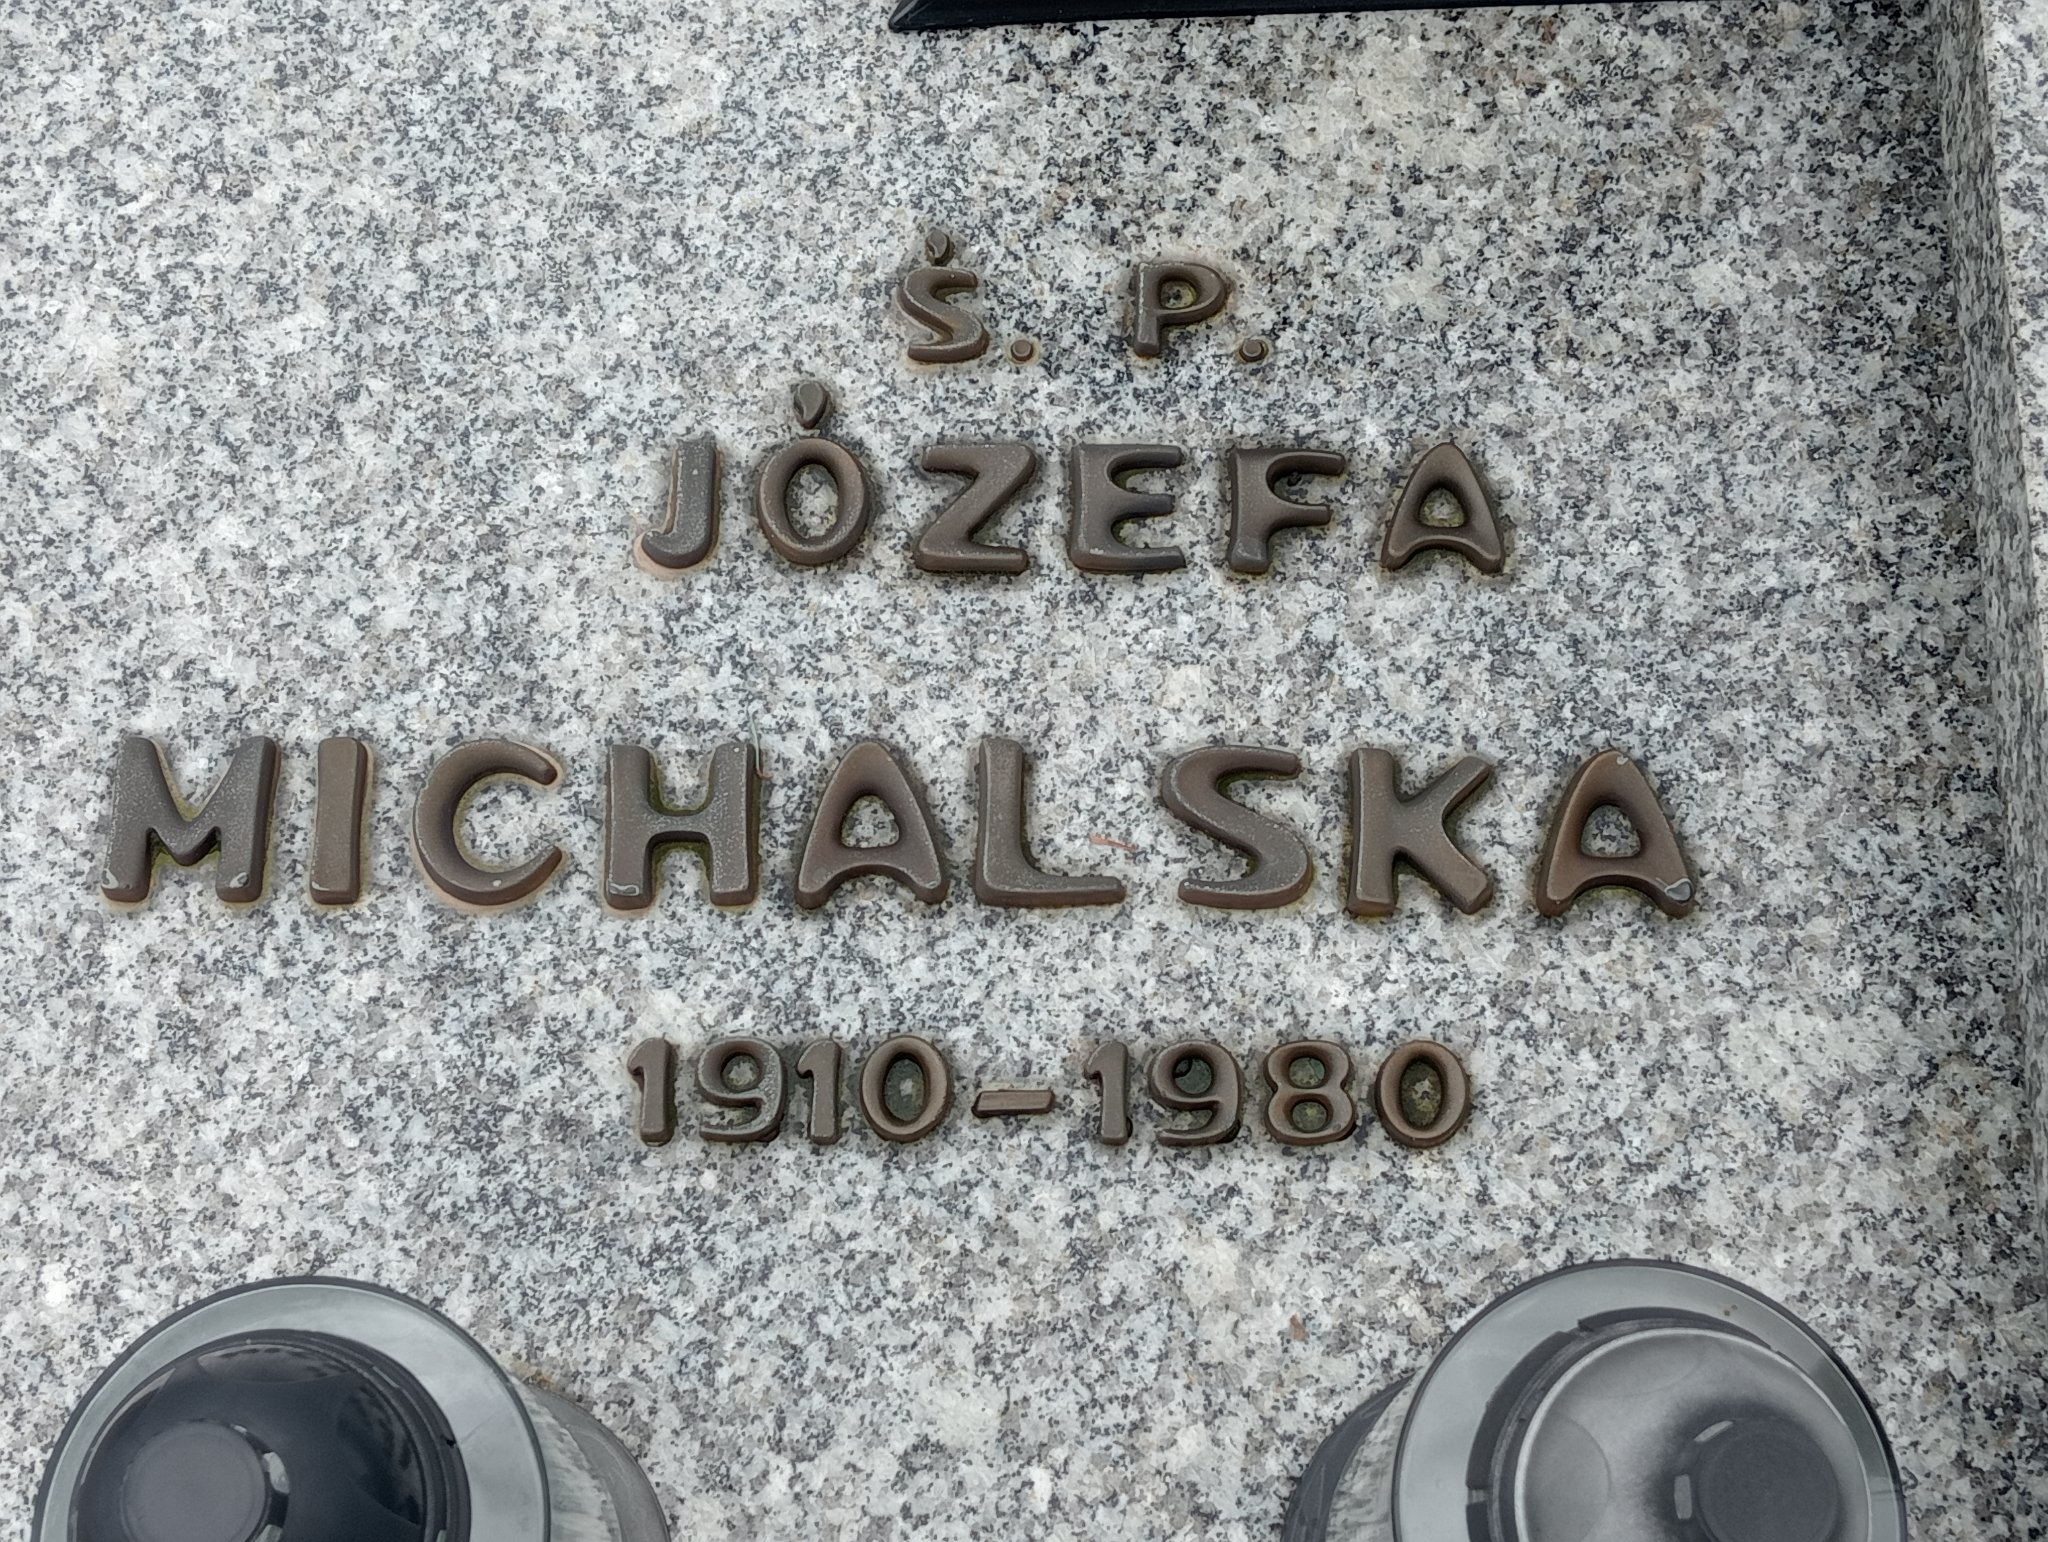 Ś. P.
JÓZEFA
MICHALSKA
1910-1980